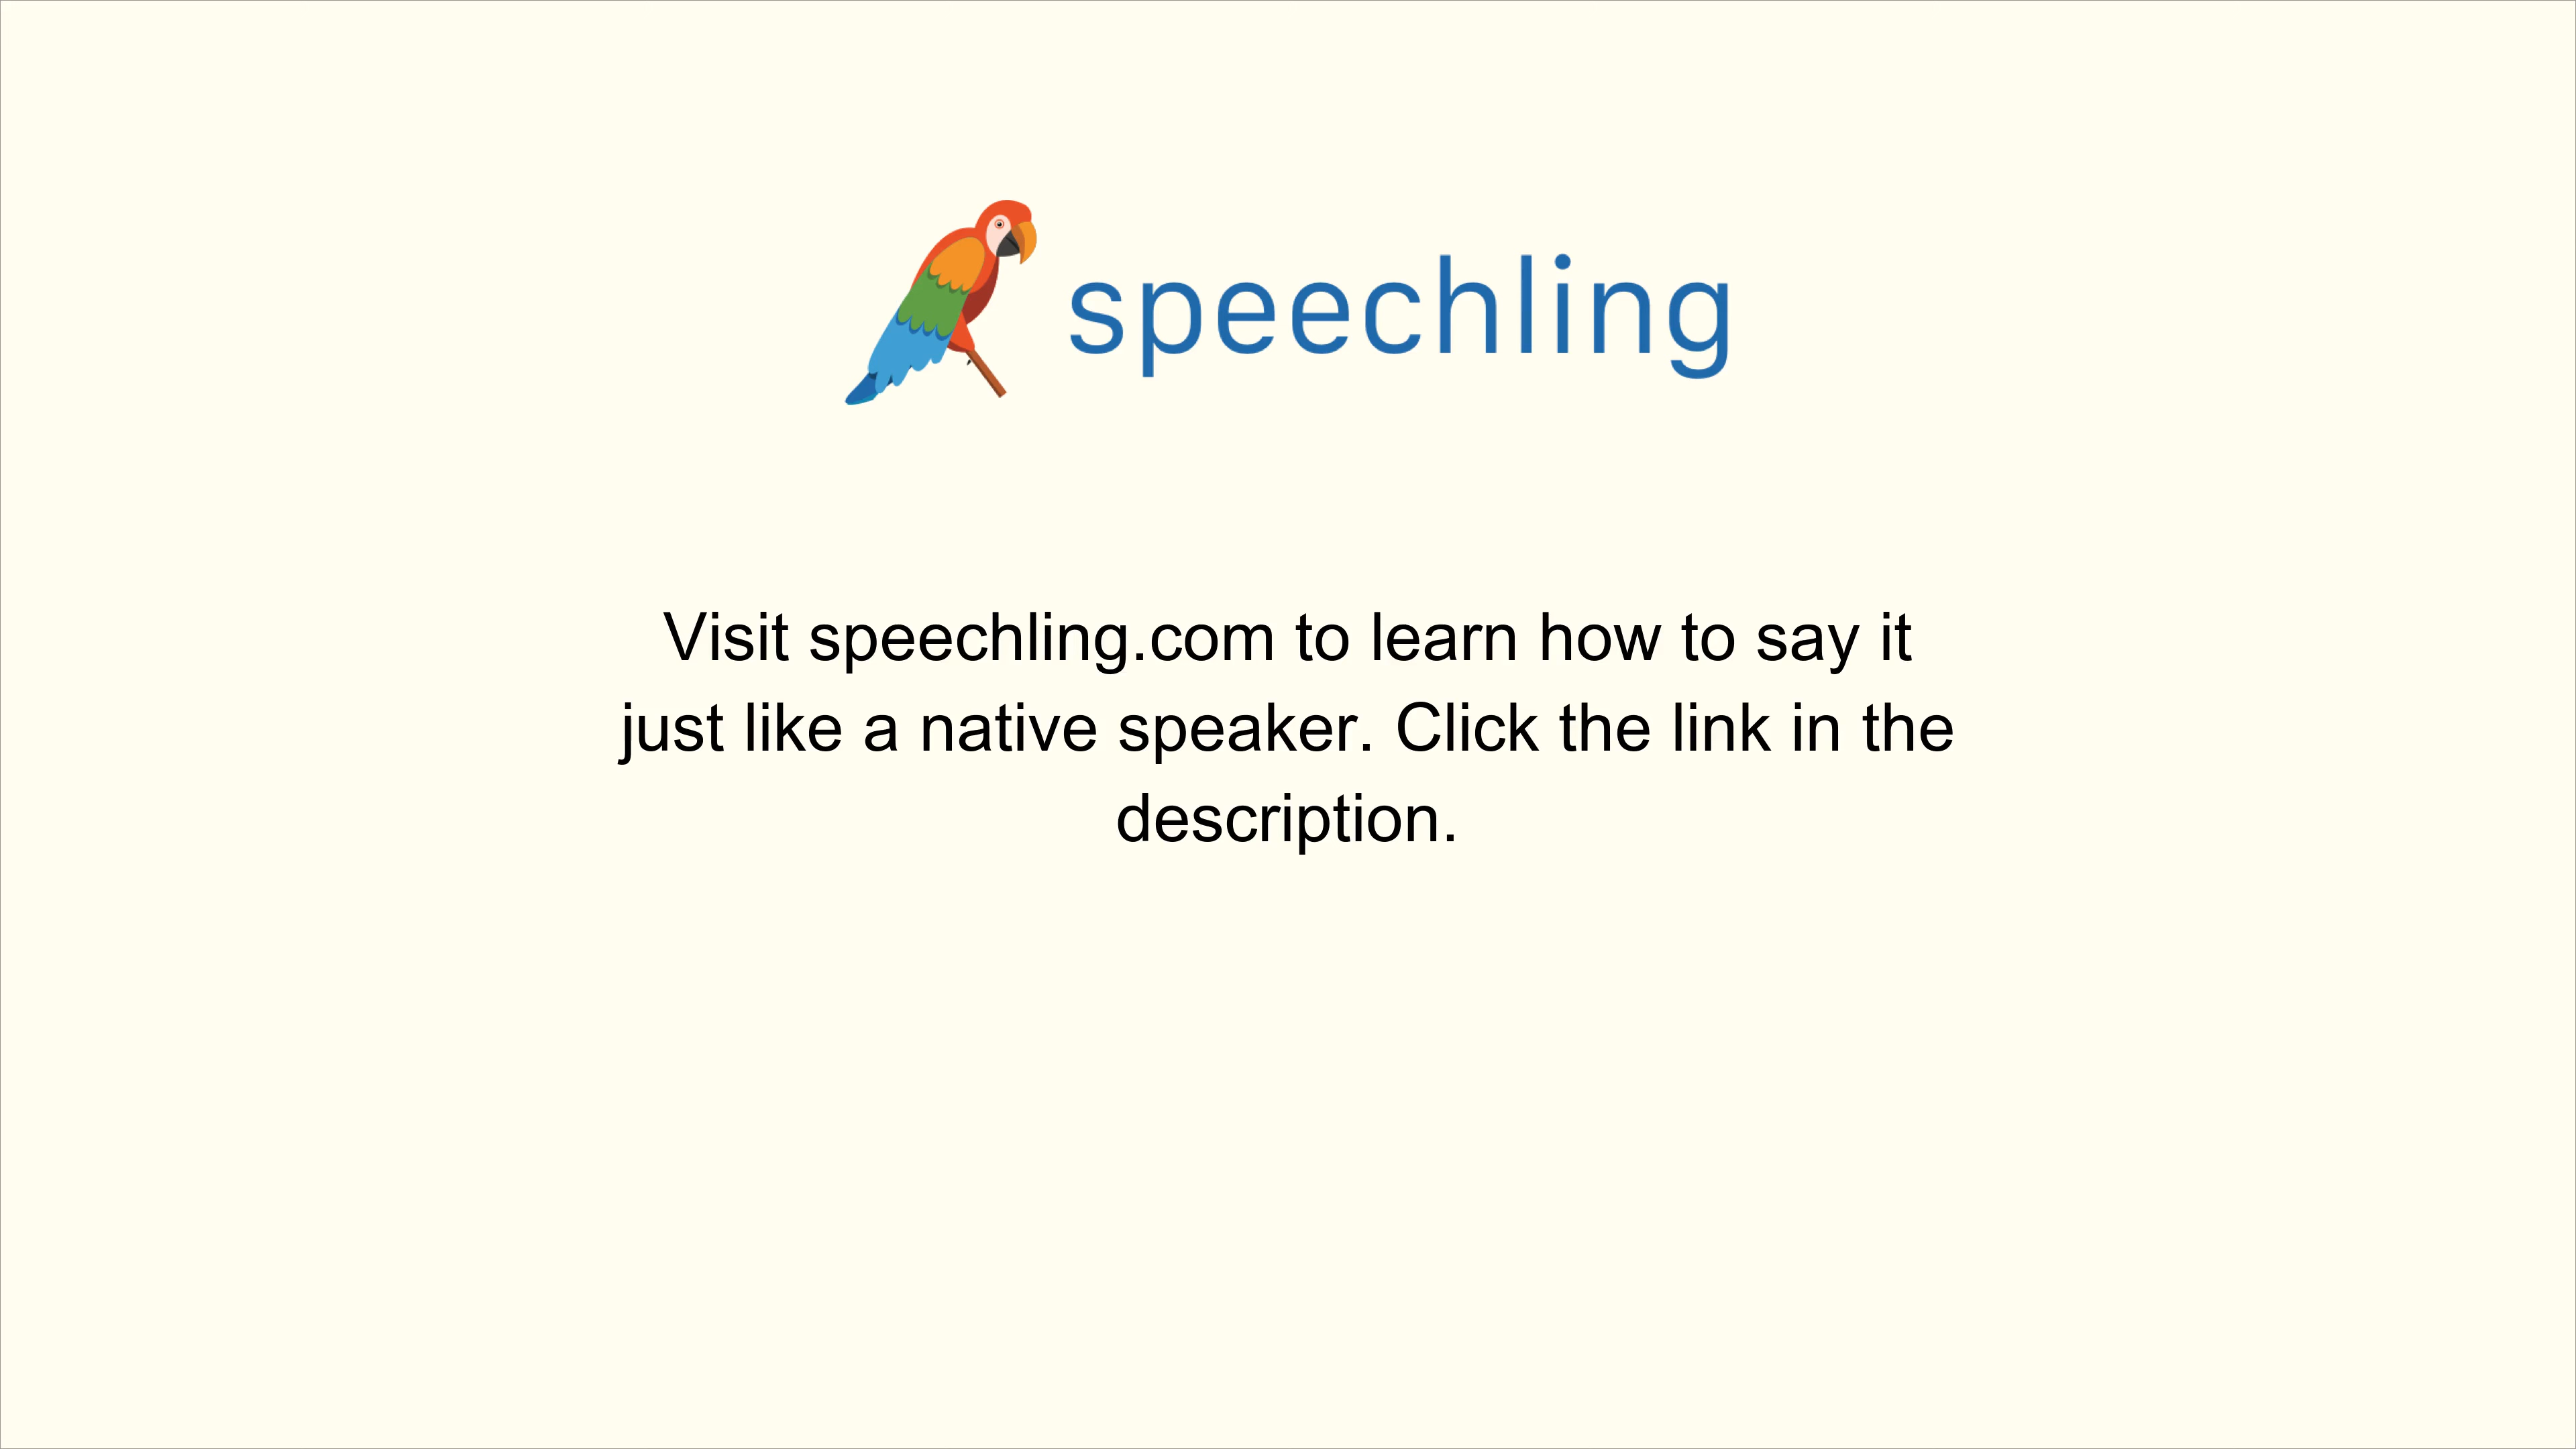 speechling
Visit speechling.com to learn how to say it
just like a native speaker. Click the link in the
description.